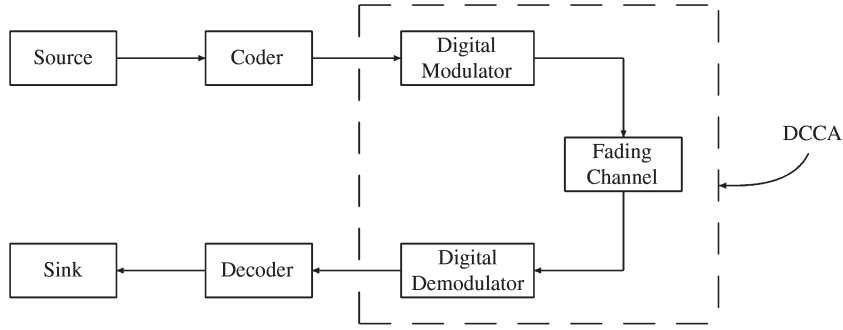 Source
Coder
Digital
Modulator
Fading
Channel
DCCA
Sink
Decoder
Digital
Demodulator